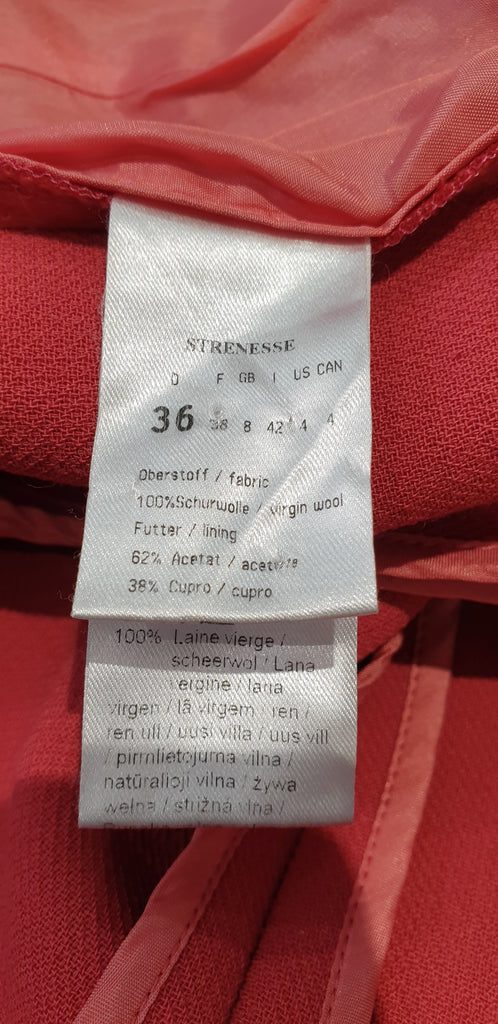 STRENESSE
D F GB I US CAN
36 38 8 42 4 4
Oberstoff / fabric
100%Schurwolle / virgin wool
Futter / lining
62% Acetat / acetate
38% Cupro / cupro
100% Laine vierge /
scheerwol / Lana
vergine / lana
virgen / lã virgem / ren /
ren ull / uusi villa / uus vill
/ pirmlietojuma vilna /
natūralioji vilna / żywa
wełna / strižná vlna /